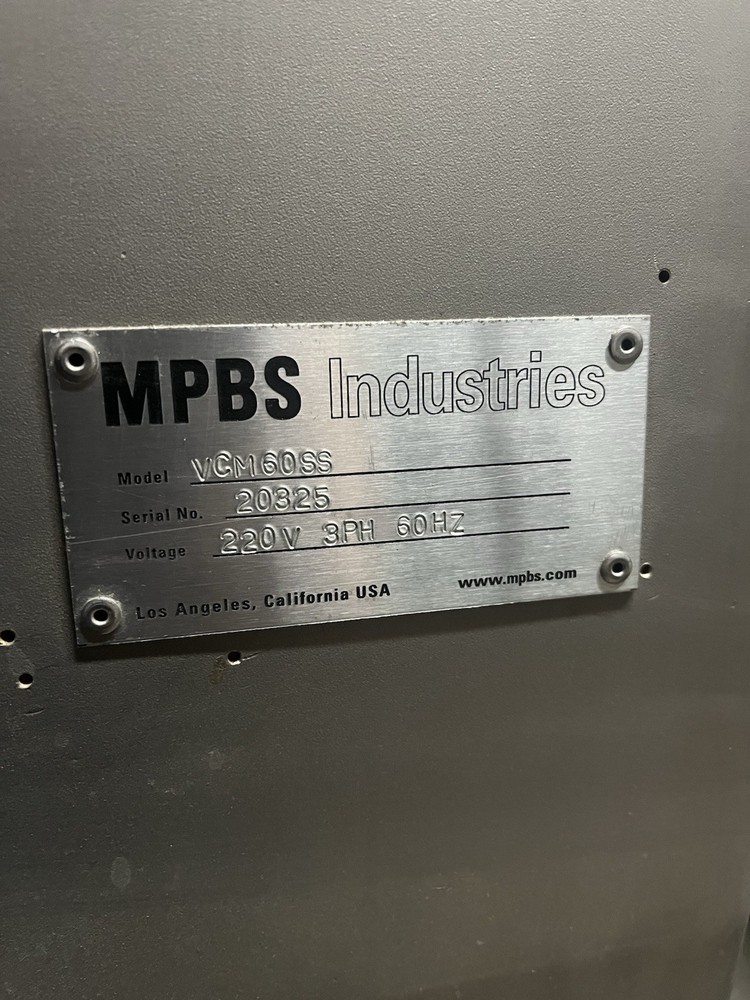 MPBS Industries
Model VCM60SS
Serial No. 20325
Voltage 220V 3PH 60HZ
Los Angeles, California USA www.mpbs.com